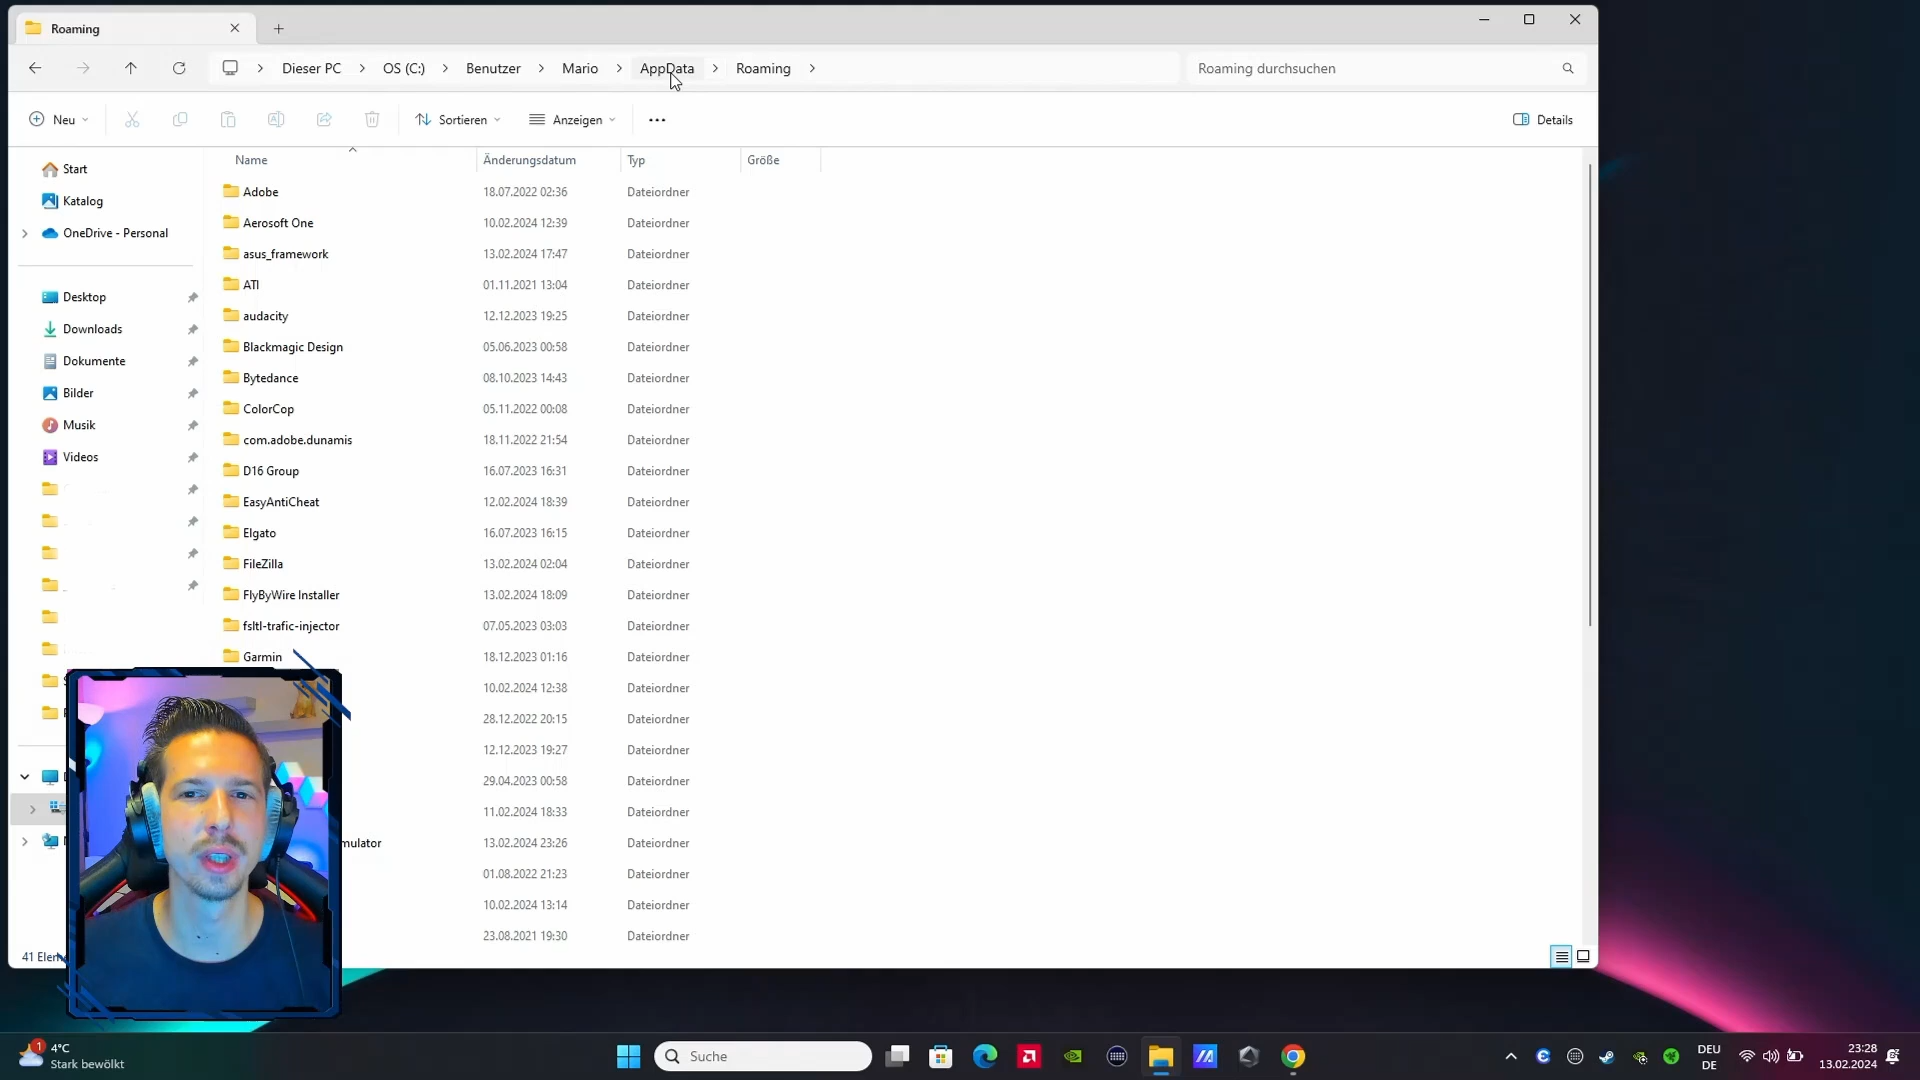 Roaming
Dieser PC
OS (C:)
Benutzer
Mario
AppData
Roaming
Roaming durchsuchen
Neu
Sortieren
Anzeigen
Details
Name
Änderungsdatum
Typ
Größe
Start
Katalog
OneDrive - Personal
Desktop
Downloads
Dokumente
Bilder
Musik
Videos
Adobe 18.07.2022 02:36 Dateiordner
Aerosoft One 10.02.2024 12:39 Dateiordner
asus_framework 13.02.2024 17:47 Dateiordner
ATI 01.11.2021 13:04 Dateiordner
audacity 12.12.2023 19:25 Dateiordner
Blackmagic Design 05.06.2023 00:58 Dateiordner
Bytedance 08.10.2023 14:43 Dateiordner
ColorCop 05.11.2022 00:08 Dateiordner
com.adobe.dunamis 18.11.2022 21:54 Dateiordner
D16 Group 16.07.2023 16:31 Dateiordner
EasyAntiCheat 12.02.2024 18:39 Dateiordner
Elgato 16.07.2023 16:15 Dateiordner
FileZilla 13.02.2024 02:04 Dateiordner
FlyByWire Installer 13.02.2024 18:09 Dateiordner
fsltl-trafic-injector 07.05.2023 03:03 Dateiordner
Garmin 18.12.2023 01:16 Dateiordner
10.02.2024 12:38 Dateiordner
28.12.2022 20:15 Dateiordner
12.12.2023 19:27 Dateiordner
29.04.2023 00:58 Dateiordner
11.02.2024 18:33 Dateiordner
mulator 13.02.2024 23:26 Dateiordner
01.08.2022 21:23 Dateiordner
10.02.2024 13:14 Dateiordner
23.08.2021 19:30 Dateiordner
41 Eleme
1
4°C
Stark bewölkt
Suche
DEU
DE
23:28
13.02.2024